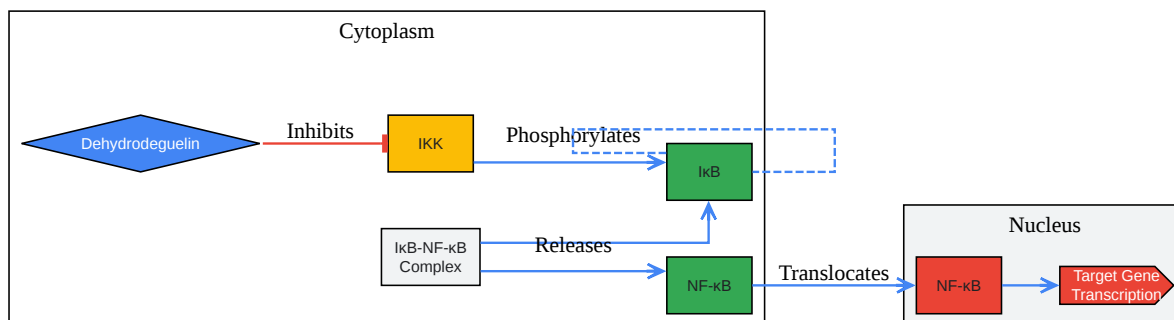 Cytoplasm
Dehydrodeguelin
Inhibits
IKK
Phosphorylates
IκB
IκB-NF-κB
Complex
Releases
NF-κB
Translocates
Nucleus
NF-κB
Target Gene
Transcription